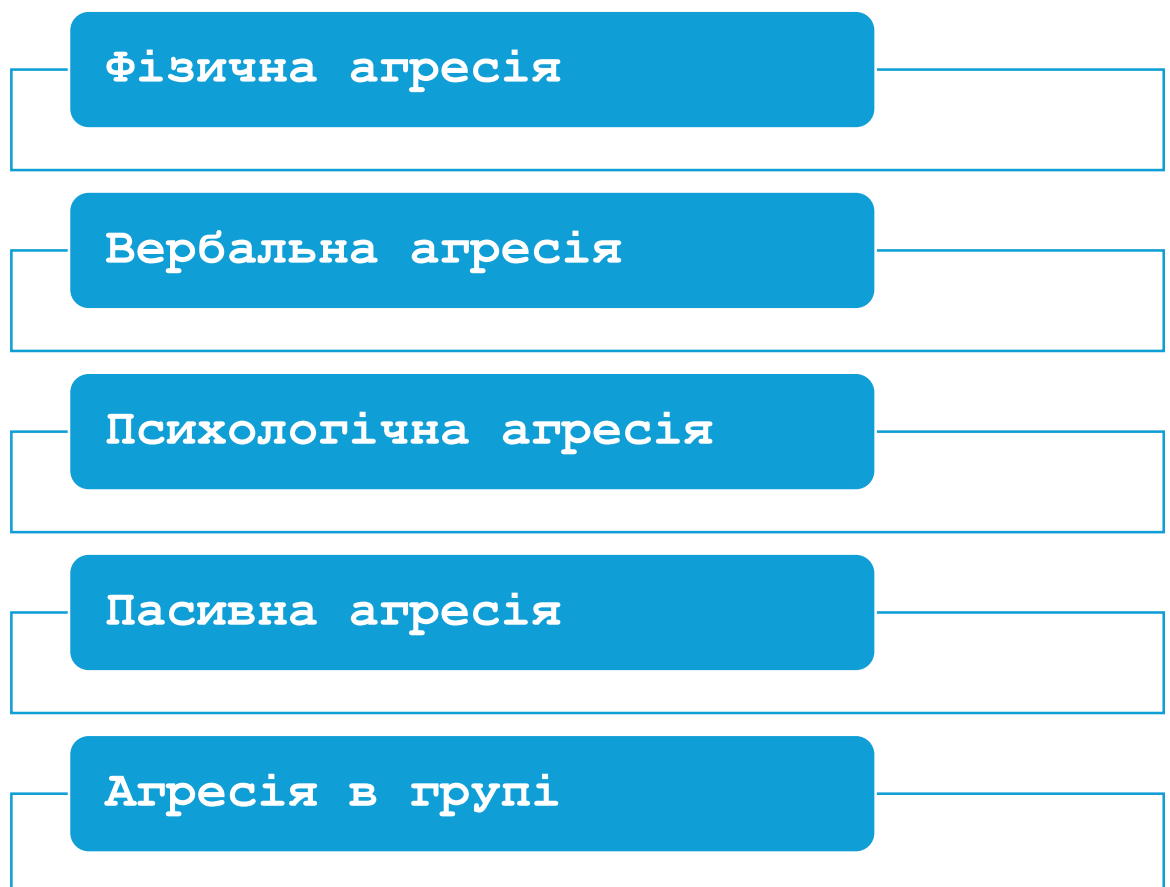 Фізична агресія
Вербальна агресія
Психологічна агресія
Пасивна агресія
Агресія в групі